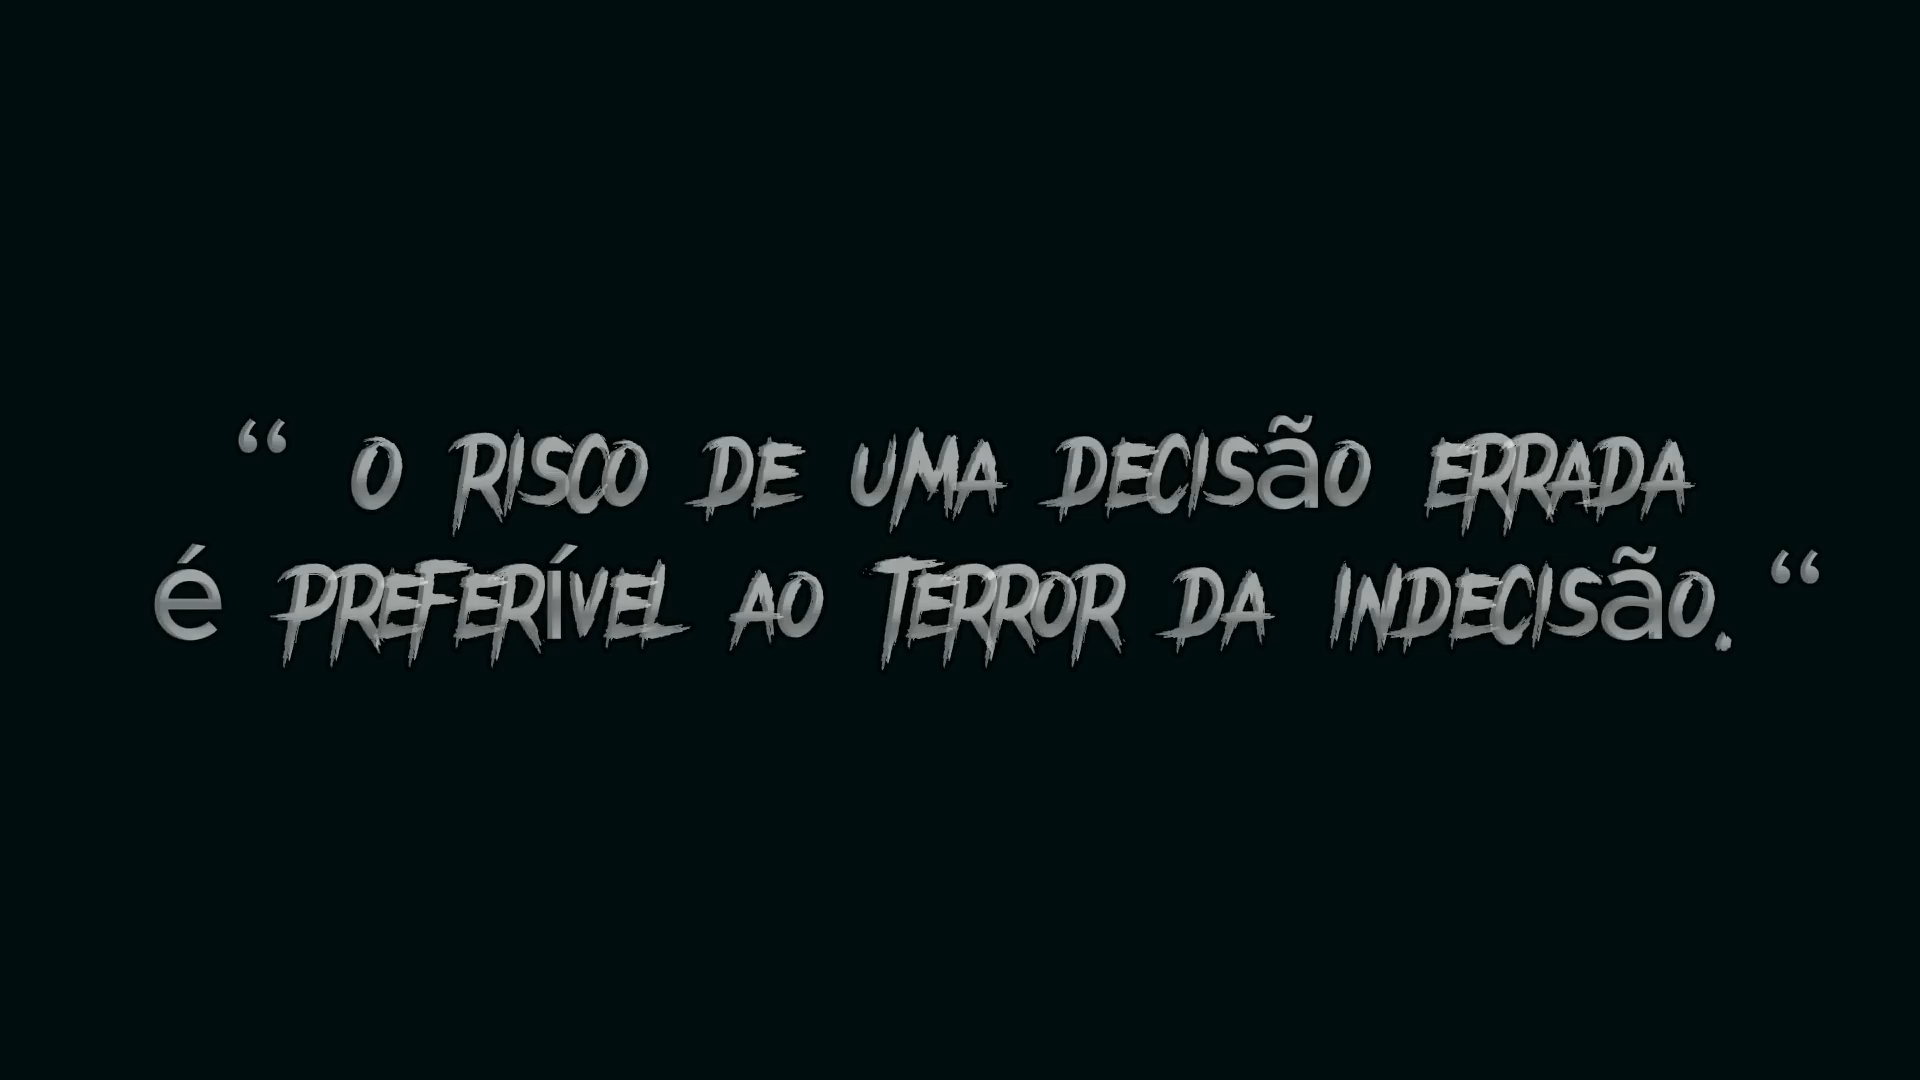 “ O RISCO DE UMA DECISãO ERRADA
é PREFERÍVEL AO TERROR DA INDECISãO. “